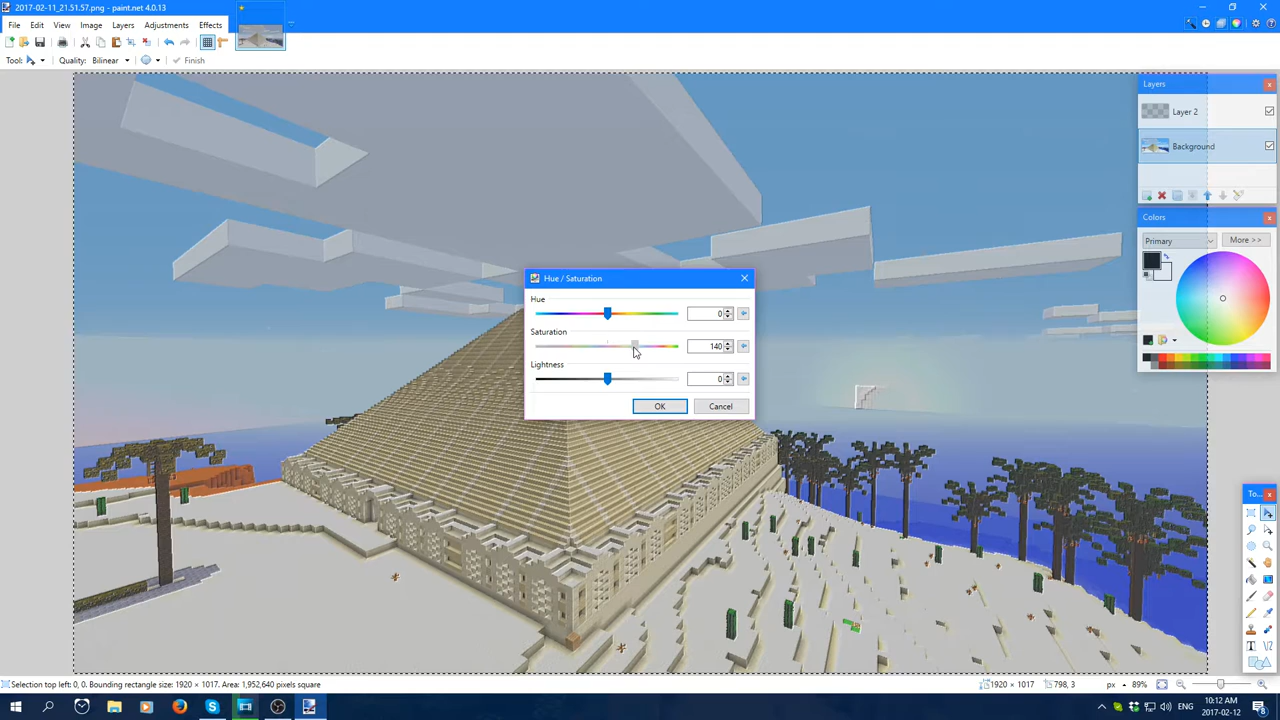 2017-02-11_21.51.57.png - paint.net 4.0.13
File Edit View Image Layers Adjustments Effects
Tool: Quality: Bilinear Finish
Layers
Layer 2
Background
Colors
Primary More >>
Hue / Saturation
Hue
0
Saturation
140
Lightness
0
OK Cancel
To...
Selection top left: 0, 0. Bounding rectangle size: 1920 × 1017. Area: 1,952,640 pixels square
1920 × 1017 798, 3 px 89%
ENG 10:12 AM
2017-02-12
8